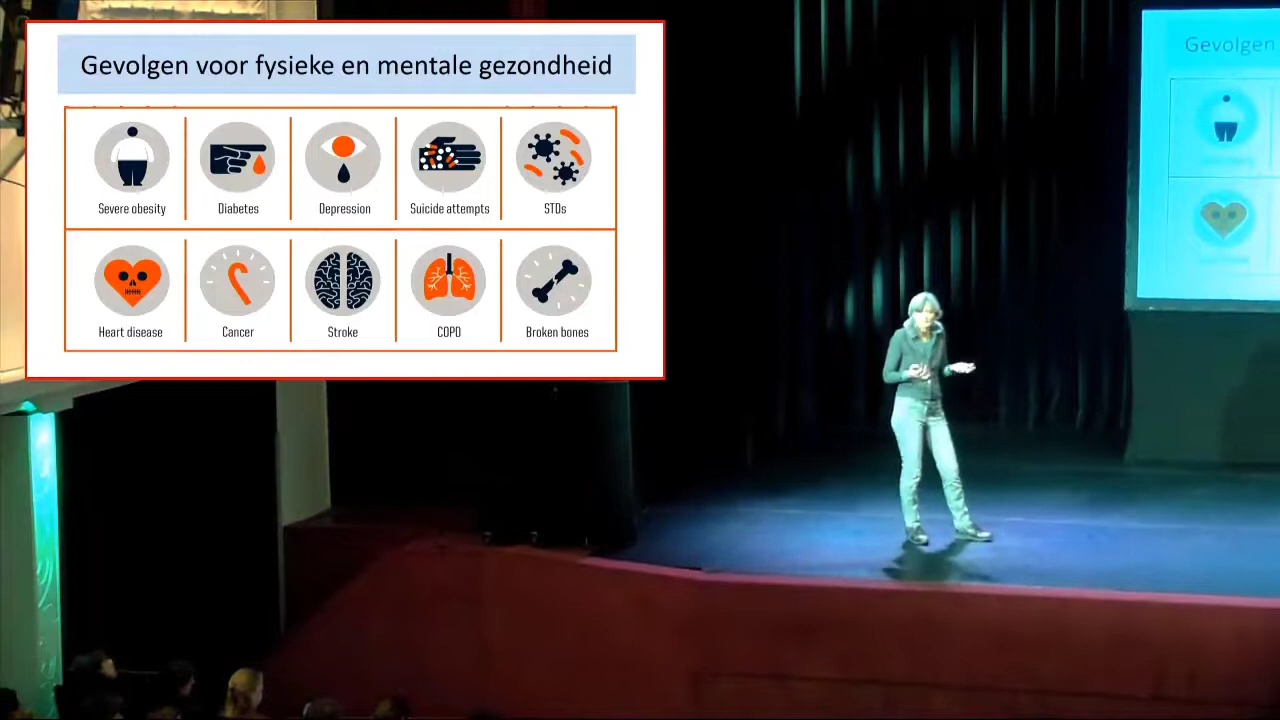 Gevolgen voor fysieke en mentale gezondheid
Severe obesity
Diabetes
Depression
Suicide attempts
STDs
Heart disease
Cancer
Stroke
COPD
Broken bones
Gevolgen